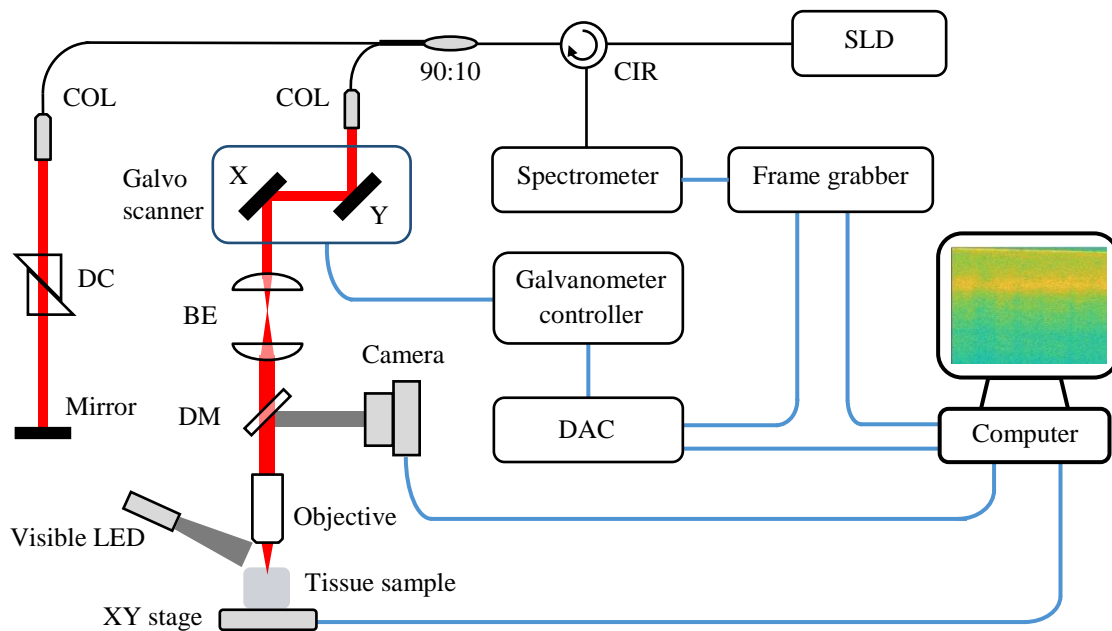 SLD
90:10
CIR
COL
COL
Galvo
scanner
X
Y
Spectrometer
Frame grabber
DC
BE
Galvanometer
controller
Camera
Mirror
DM
DAC
Computer
Objective
Visible LED
Tissue sample
XY stage